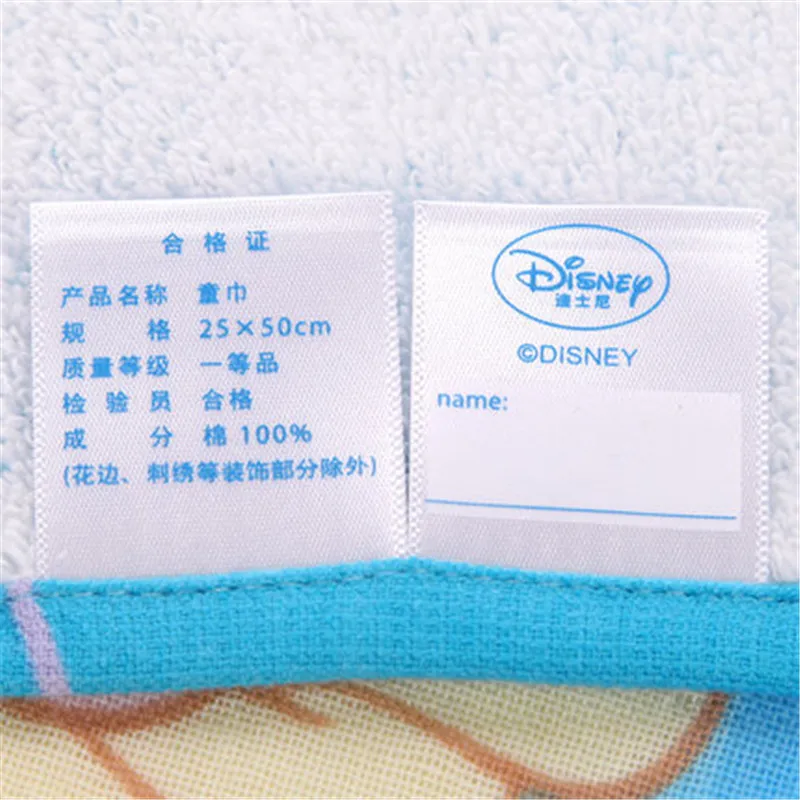 合格证
产品名称 童巾
规 格 25×50cm
质量等级 一等品
检验员 合格
成 分 棉 100%
(花边、刺绣等装饰部分除外)
Disney
迪士尼
©DISNEY
name: